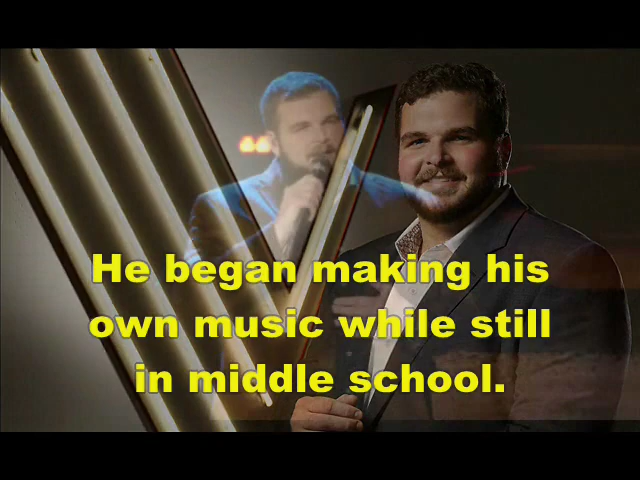 He began making his
own music while still
in middle school.